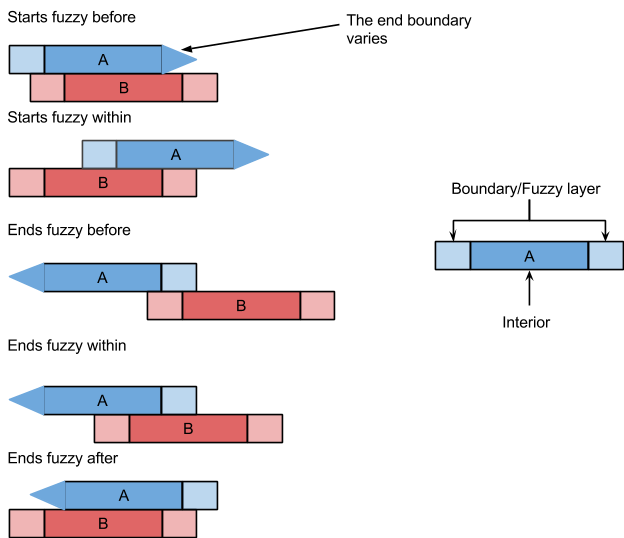 Starts fuzzy before
The end boundary
varies
A
B
Starts fuzzy within
A
B
Boundary/Fuzzy layer
A
Interior
Ends fuzzy before
A
B
Ends fuzzy within
A
B
Ends fuzzy after
A
B